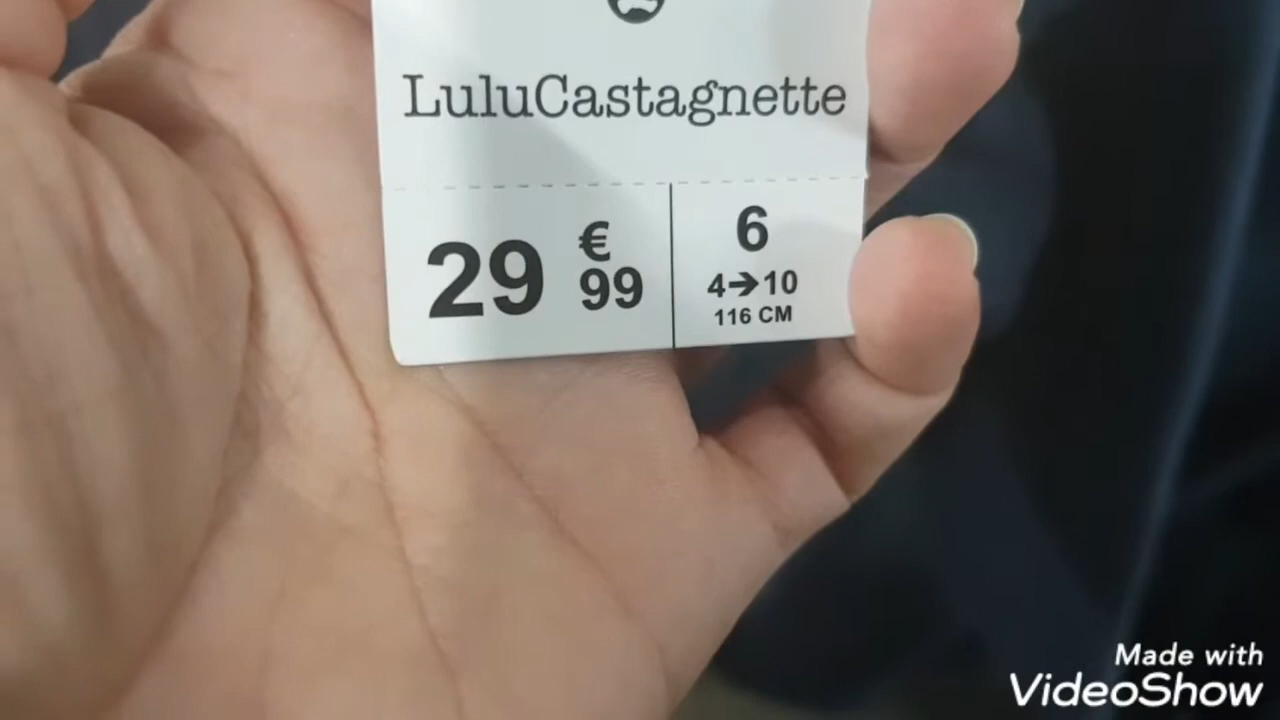 LuluCastagnette
29 €99
6
4➔10
116 CM
Made with
VideoShow